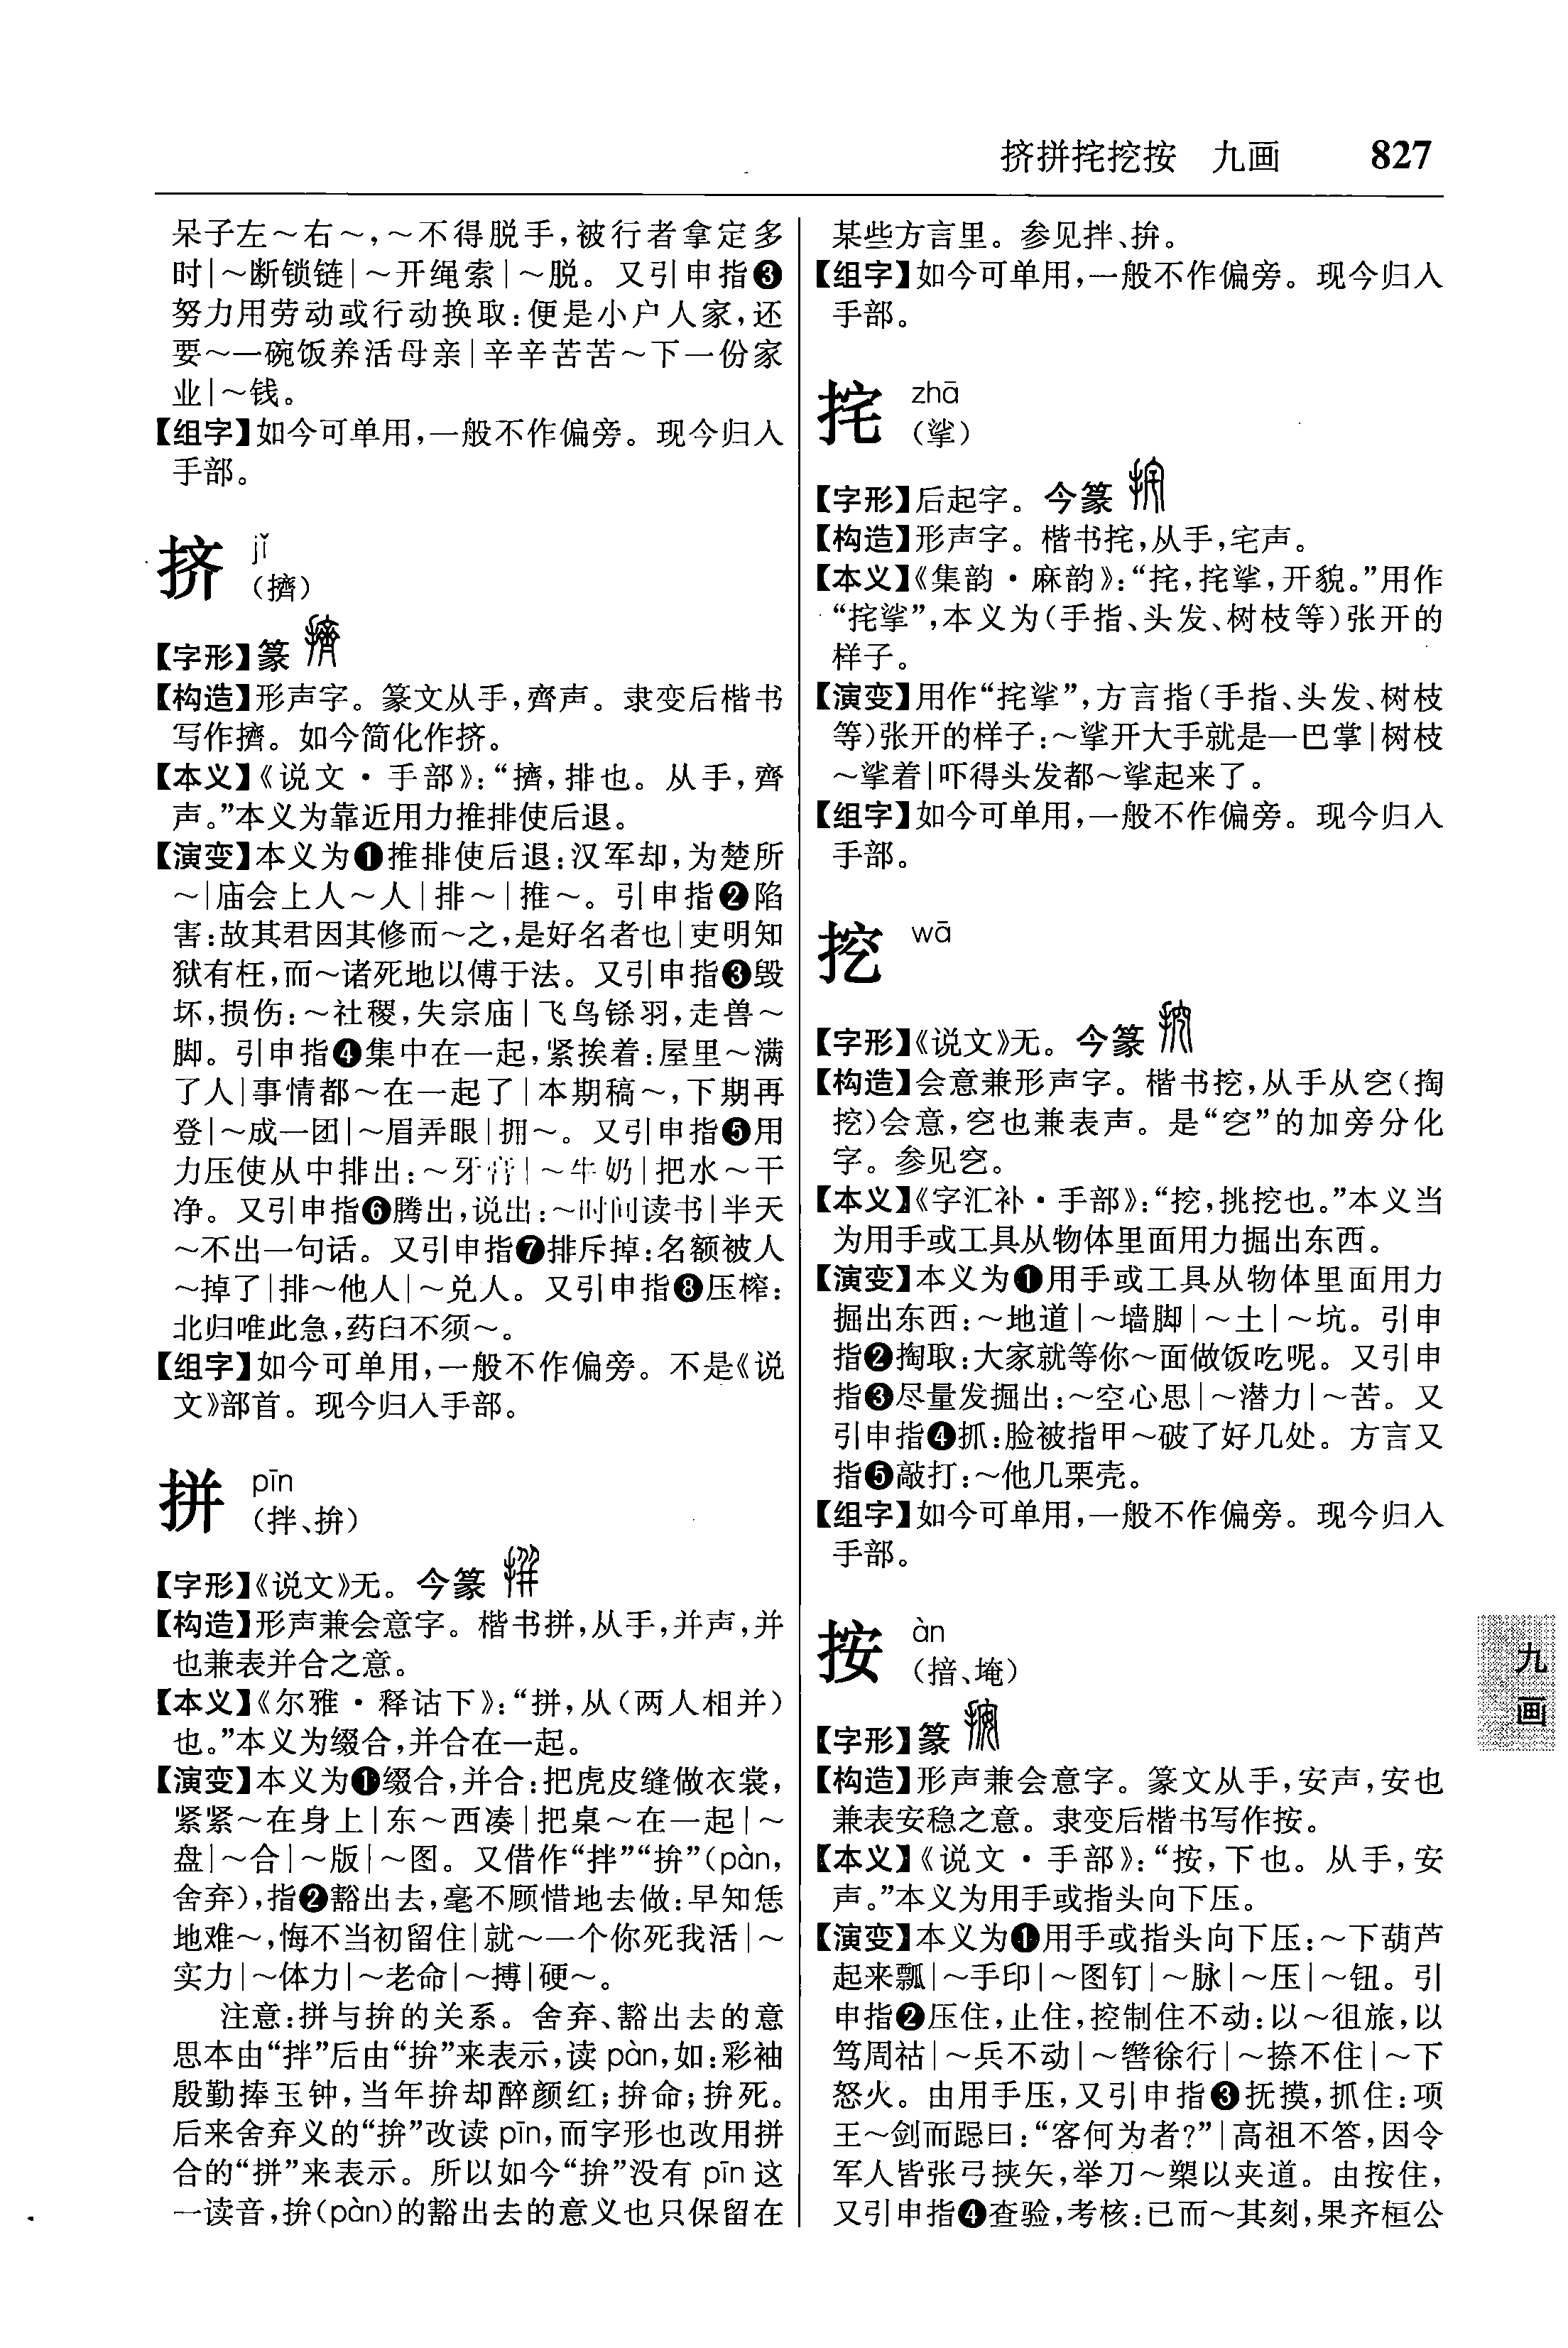 挤拼挓挖按 九画 827
呆子左～右～,～不得脱手,被行者拿定多
时|～断锁链|～开绳索|～脱。又引申指❸
努力用劳动或行动换取:便是小户人家,还
要～一碗饭养活母亲|辛辛苦苦～下一份家
业|～钱。
【组字】如今可单用,一般不作偏旁。现今归入
手部。
挤 jǐ
(擠)
【字形】篆
【构造】形声字。篆文从手,齊声。隶变后楷书
写作擠。如今简化作挤。
【本义】《说文·手部》:“擠,排也。从手,齊
声。”本义为靠近用力推排使后退。
【演变】本义为❶推排使后退:汉军却,为楚所
～|庙会上人～人|排～|推～。引申指❷陷
害:故其君因其修而～之,是好名者也|吏明知
狱有枉,而～诸死地以傅于法。又引申指❸毁
坏,损伤:～社稷,失宗庙|飞鸟铩羽,走兽～
脚。引申指❹集中在一起,紧挨着:屋里～满
了人|事情都～在一起了|本期稿～,下期再
登|～成一团|～眉弄眼|拥～。又引申指❺用
力压使从中排出:～牙膏|～牛奶|把水～干
净。又引申指❻腾出,说出:～时间读书|半天
～不出一句话。又引申指❼排斥掉:名额被人
～掉了|排～他人|～兑人。又引申指❽压榨:
北归唯此急,药臼不须～。
【组字】如今可单用,一般不作偏旁。不是《说
文》部首。现今归入手部。
拼 pīn
(拌、拚)
【字形】《说文》无。今篆
【构造】形声兼会意字。楷书拼,从手,并声,并
也兼表并合之意。
【本义】《尔雅·释诂下》:“拼,从(两人相并)
也。”本义为缀合,并合在一起。
【演变】本义为❶缀合,并合:把虎皮缝做衣裳,
紧紧～在身上|东～西凑|把桌～在一起|～
盘|～合|～版|～图。又借作“拌”“拚”(pàn,
舍弃),指❷豁出去,毫不顾惜地去做:早知恁
地难～,悔不当初留住|就～一个你死我活|～
实力|～体力|～老命|～搏|硬～。
注意:拼与拚的关系。舍弃、豁出去的意
思本由“拌”后由“拚”来表示,读 pàn,如:彩袖
殷勤捧玉钟,当年拚却醉颜红;拚命;拚死。
后来舍弃义的“拚”改读 pīn,而字形也改用拼
合的“拼”来表示。所以如今“拚”没有 pīn 这
一读音,拚(pàn)的豁出去的意义也只保留在
某些方言里。参见拌、拚。
【组字】如今可单用,一般不作偏旁。现今归入
手部。
挓 zhā
(挲)
【字形】后起字。今篆
【构造】形声字。楷书挓,从手,宅声。
【本义】《集韵·麻韵》:“挓,挓挲,开貌。”用作
“挓挲”,本义为(手指、头发、树枝等)张开的
样子。
【演变】用作“挓挲”,方言指(手指、头发、树枝
等)张开的样子:～挲开大手就是一巴掌|树枝
～挲着|吓得头发都～挲起来了。
【组字】如今可单用,一般不作偏旁。现今归入
手部。
挖 wā
【字形】《说文》无。今篆
【构造】会意兼形声字。楷书挖,从手从穵(掏
挖)会意,穵也兼表声。是“穵”的加旁分化
字。参见穵。
【本义】《字汇补·手部》:“挖,挑挖也。”本义当
为用手或工具从物体里面用力掘出东西。
【演变】本义为❶用手或工具从物体里面用力
掘出东西:～地道|～墙脚|～土|～坑。引申
指❷掏取:大家就等你～面做饭吃呢。又引申
指❸尽量发掘出:～空心思|～潜力|～苦。又
引申指❹抓:脸被指甲～破了好几处。方言又
指❺敲打:～他几栗壳。
【组字】如今可单用,一般不作偏旁。现今归入
手部。
按 àn
(揞、埯)
【字形】篆
【构造】形声兼会意字。篆文从手,安声,安也
兼表安稳之意。隶变后楷书写作按。
【本义】《说文·手部》:“按,下也。从手,安
声。”本义为用手或指头向下压。
【演变】本义为❶用手或指头向下压:～下葫芦
起来瓢|～手印|～图钉|～脉|～压|～钮。引
申指❷压住,止住,控制住不动:以～徂旅,以
笃周祜|～兵不动|～辔徐行|～捺不住|～下
怒火。由用手压,又引申指❸抚摸,抓住:项
王～剑而跽曰:“客何为者?”|高祖不答,因令
军人皆张弓挟矢,举刀～槊以夹道。由按住,
又引申指❹查验,考核:已而～其刻,果齐桓公
九
画